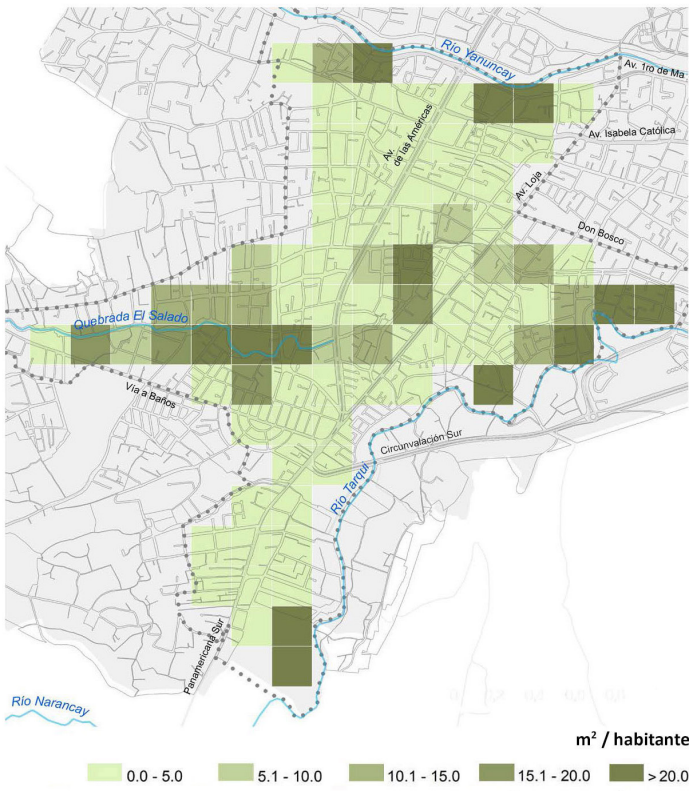 Río Yanuncay
Av. 1ro de Ma
Av.
de las Américas
Av. Isabela Católica
Av. Loja
Don Bosco
Quebrada El Salado
Vía a Baños
Circunvalación Sur
Río Tarqui
Panamericana Sur
Río Narancay
m² / habitante
0.0 - 5.0
5.1 - 10.0
10.1 - 15.0
15.1 - 20.0
> 20.0